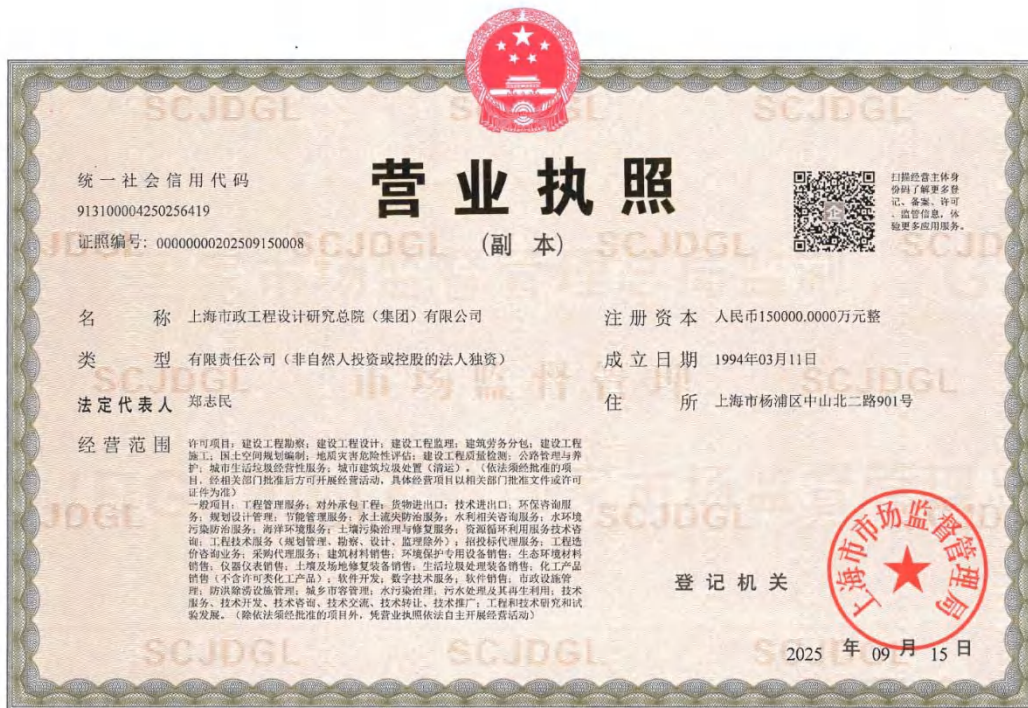 统一社会信用代码
913100004250256419
证照编号：00000000202509150008
营业执照
(副 本)
扫描经营主体身
份码了解更多登
记、备案、许可
、监管信息，体
验更多应用服务。
名 称 上海市政工程设计研究总院（集团）有限公司
类 型 有限责任公司（非自然人投资或控股的法人独资）
法定代表人 郑志民
注册资本 人民币150000.0000万元整
成立日期 1994年03月11日
住 所 上海市杨浦区中山北二路901号
经营范围
许可项目：建设工程勘察；建设工程设计；建设工程监理；建筑劳务分包；建设工程
施工；国土空间规划编制；地质灾害危险性评估；建设工程质量检测；公路管理与养
护；城市生活垃圾经营性服务；城市建筑垃圾处置（清运）。（依法须经批准的项
目，经相关部门批准后方可开展经营活动，具体经营项目以相关部门批准文件或许可
证件为准）
一般项目：工程管理服务；对外承包工程；货物进出口；技术进出口；环保咨询服
务；规划设计管理；节能管理服务；水土流失防治服务；水利相关咨询服务；水环境
污染防治服务；海洋环境服务；土壤污染治理与修复服务；资源循环利用服务技术咨
询；工程技术服务（规划管理、勘察、设计、监理除外）；招投标代理服务；工程造
价咨询业务；采购代理服务；建筑材料销售；环境保护专用设备销售；生态环境材料
销售；仪器仪表销售；土壤及场地修复装备销售；生活垃圾处理装备销售；化工产品
销售（不含许可类化工产品）；软件开发；数字技术服务；软件销售；市政设施管
理；防洪除涝设施管理；城乡市容管理；水污染治理；污水处理及其再生利用；技术
服务、技术开发、技术咨询、技术交流、技术转让、技术推广；工程和技术研究和试
验发展。（除依法须经批准的项目外，凭营业执照依法自主开展经营活动）
登记机关
上海市市场监督管理局
2025 年 09 月 15 日
SCJDGL
市场监督管理